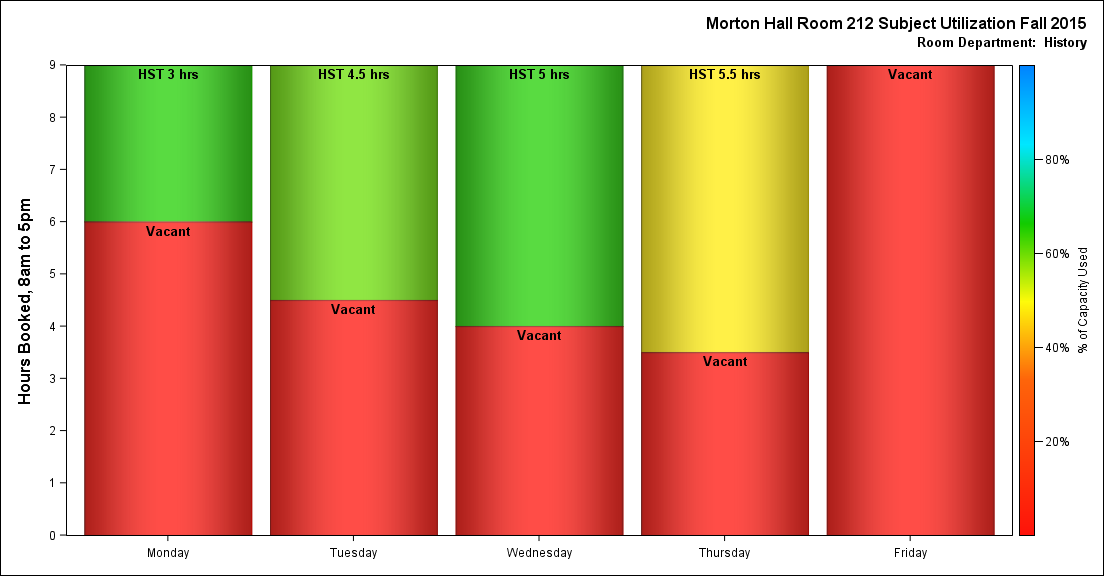 Morton Hall Room 212 Subject Utilization Fall 2015
Room Department:  History
Hours Booked, 8am to 5pm
9
8
7
6
5
4
3
2
1
0
HST 3 hrs
Vacant
HST 4.5 hrs
Vacant
HST 5 hrs
Vacant
HST 5.5 hrs
Vacant
Vacant
Monday
Tuesday
Wednesday
Thursday
Friday
80%
60%
40%
20%
% of Capacity Used